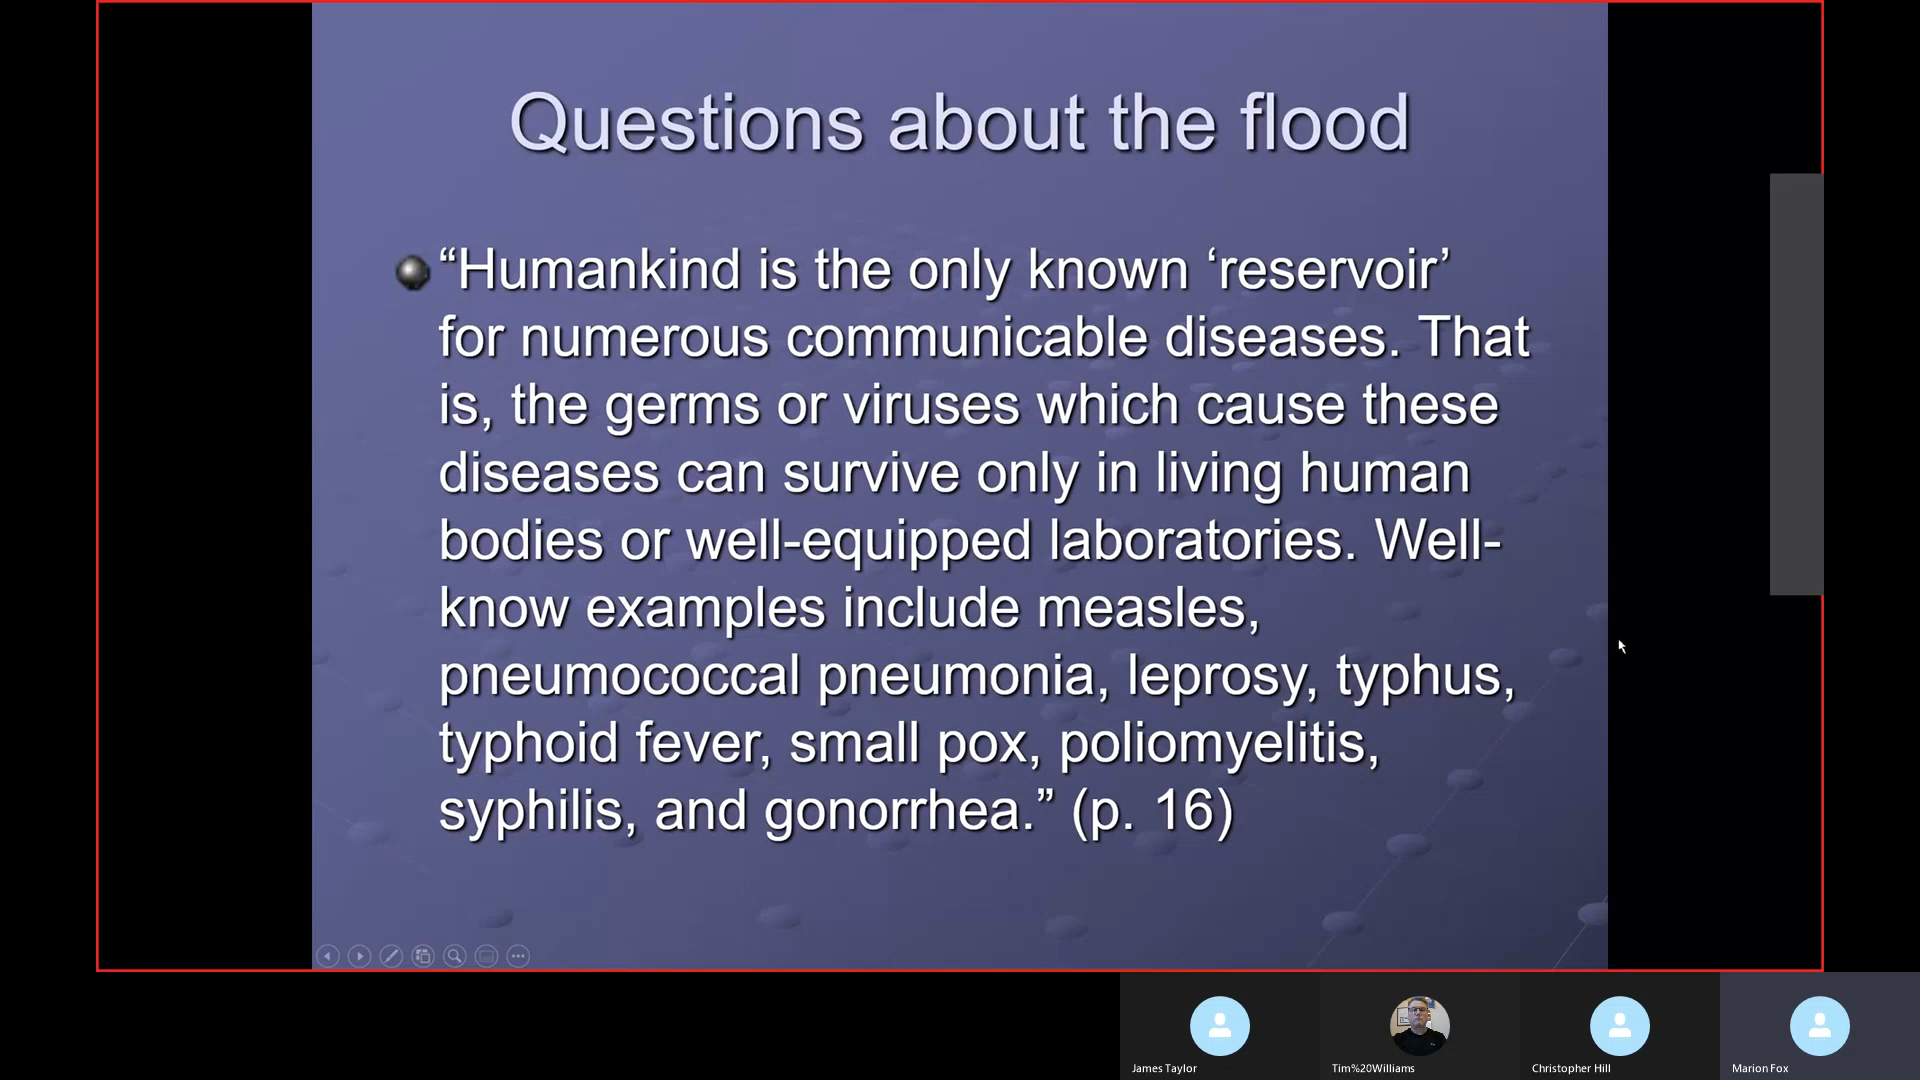 Questions about the flood
“Humankind is the only known ‘reservoir’
for numerous communicable diseases. That
is, the germs or viruses which cause these
diseases can survive only in living human
bodies or well-equipped laboratories. Well-
know examples include measles,
pneumococcal pneumonia, leprosy, typhus,
typhoid fever, small pox, poliomyelitis,
syphilis, and gonorrhea.” (p. 16)
James Taylor
Tim%20Williams
Christopher Hill
Marion Fox